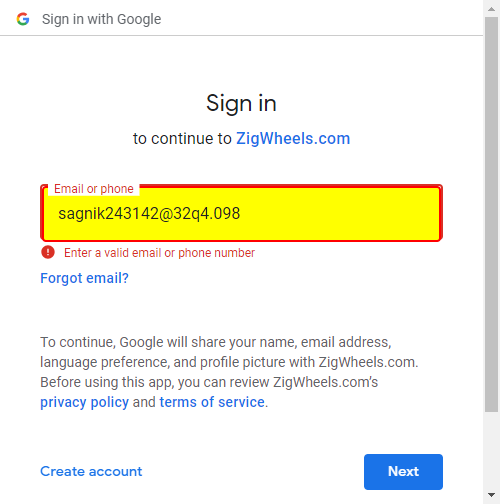 Sign in with Google
Sign in
to continue to ZigWheels.com
Email or phone
sagnik243142@32q4.098
Enter a valid email or phone number
Forgot email?
To continue, Google will share your name, email address,
language preference, and profile picture with ZigWheels.com.
Before using this app, you can review ZigWheels.com’s
privacy policy and terms of service.
Create account
Next